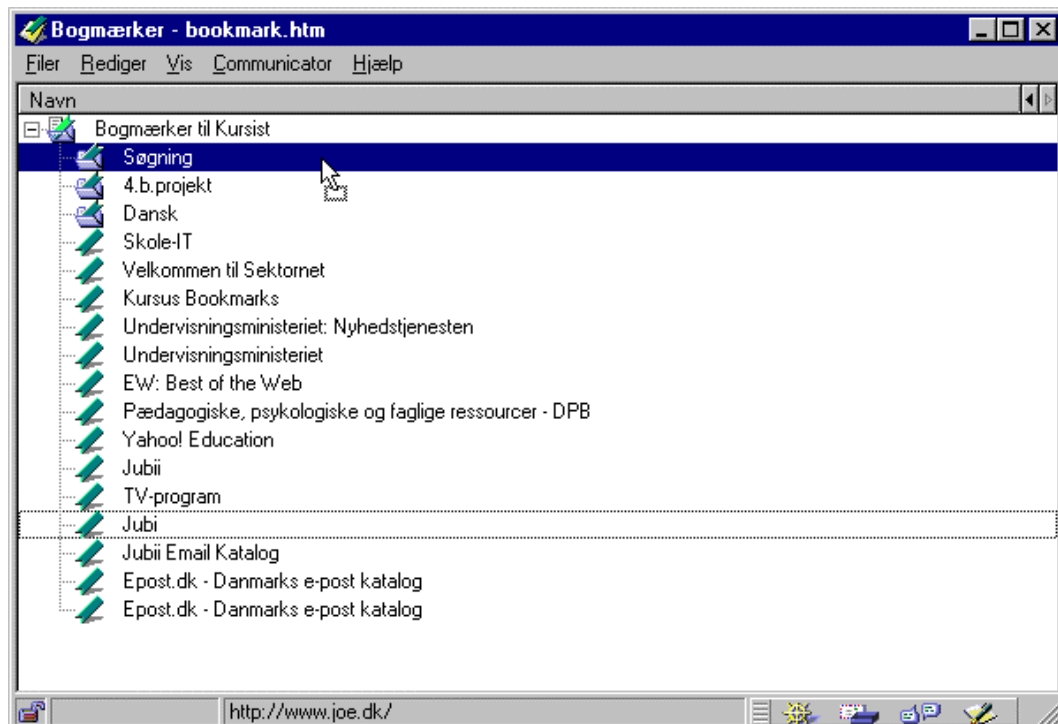 Bogmærker - bookmark.htm
Filer Rediger Vis Communicator Hjælp
Navn
Bogmærker til Kursist
Søgning
4.b.projekt
Dansk
Skole-IT
Velkommen til Sektornet
Kursus Bookmarks
Undervisningsministeriet: Nyhedstjenesten
Undervisningsministeriet
EW: Best of the Web
Pædagogiske, psykologiske og faglige ressourcer - DPB
Yahoo! Education
Jubii
TV-program
Jubi
Jubii Email Katalog
Epost.dk - Danmarks e-post katalog
Epost.dk - Danmarks e-post katalog
http://www.joe.dk/